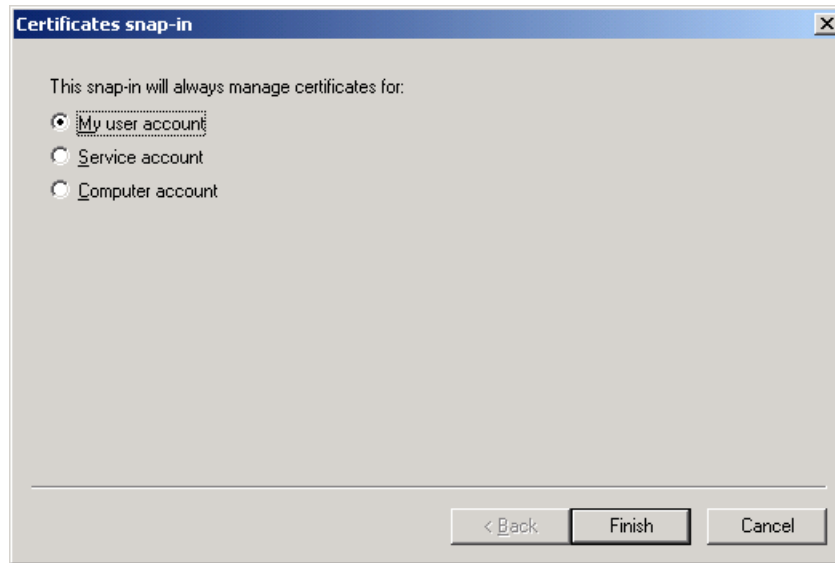 Certificates snap-in
This snap-in will always manage certificates for:
My user account
Service account
Computer account
< Back Finish Cancel